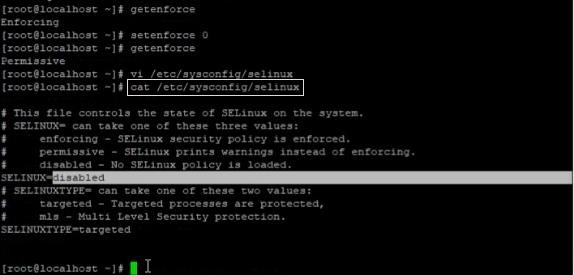 [root@localhost ~]# getenforce
Enforcing
[root@localhost ~]# setenforce 0
[root@localhost ~]# getenforce
Permissive
[root@localhost ~]# vi /etc/sysconfig/selinux
[root@localhost ~]# cat /etc/sysconfig/selinux
# This file controls the state of SELinux on the system.
# SELINUX= can take one of these three values:
#     enforcing - SELinux security policy is enforced.
#     permissive - SELinux prints warnings instead of enforcing.
#     disabled - No SELinux policy is loaded.
SELINUX=disabled
# SELINUXTYPE= can take one of these two values:
#     targeted - Targeted processes are protected,
#     mls - Multi Level Security protection.
SELINUXTYPE=targeted
[root@localhost ~]#